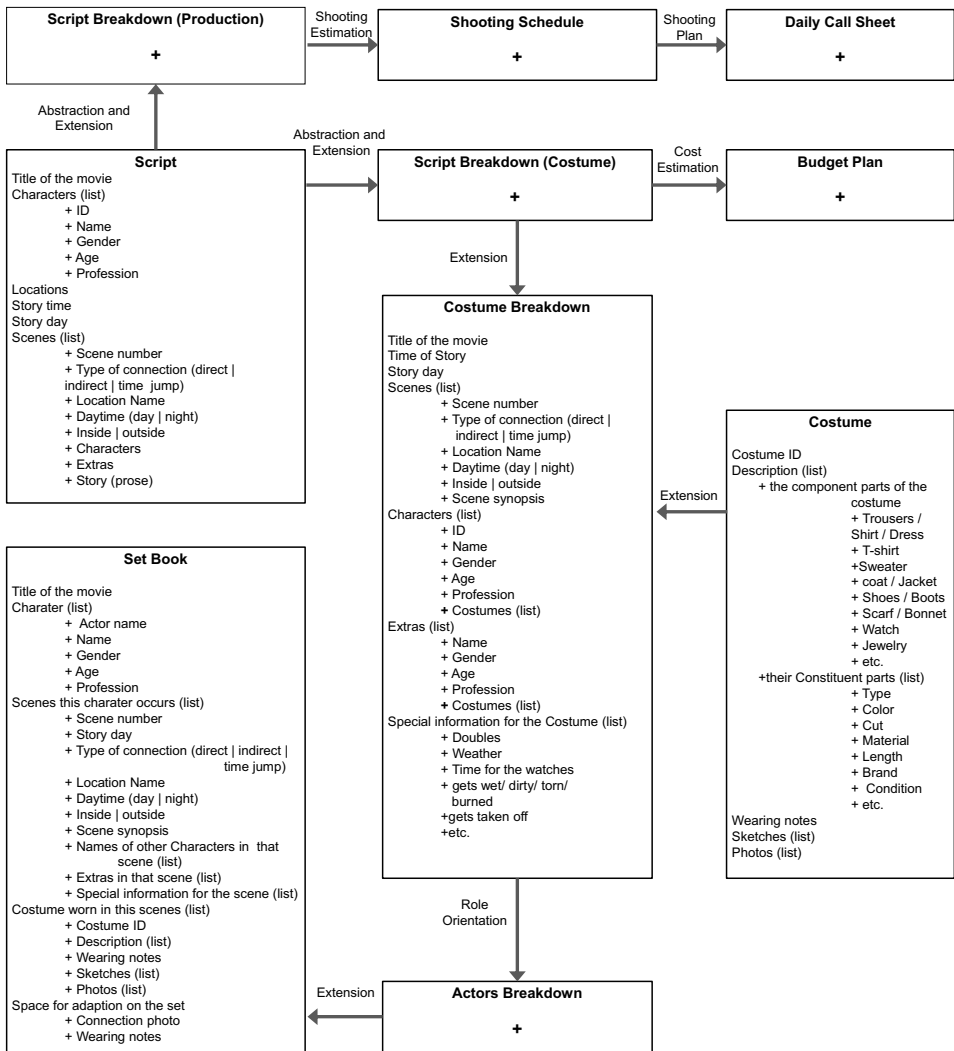 Script Breakdown (Production)
+
Shooting
Estimation
Shooting Schedule
+
Shooting
Plan
Daily Call Sheet
+
Abstraction and
Extension
Abstraction and
Extension
Script
Title of the movie
Characters (list)
+ ID
+ Name
+ Gender
+ Age
+ Profession
Locations
Story time
Story day
Scenes (list)
+ Scene number
+ Type of connection (direct |
indirect | time jump)
+ Location Name
+ Daytime (day | night)
+ Inside | outside
+ Characters
+ Extras
+ Story (prose)
Script Breakdown (Costume)
+
Cost
Estimation
Budget Plan
+
Extension
Costume Breakdown
Title of the movie
Time of Story
Story day
Scenes (list)
+ Scene number
+ Type of connection (direct |
indirect | time jump)
+ Location Name
+ Daytime (day | night)
+ Inside | outside
+ Scene synopsis
Characters (list)
+ ID
+ Name
+ Gender
+ Age
+ Profession
+ Costumes (list)
Extras (list)
+ Name
+ Gender
+ Age
+ Profession
+ Costumes (list)
Special information for the Costume (list)
+ Doubles
+ Weather
+ Time for the watches
+ gets wet/ dirty/ torn/
burned
+gets taken off
+etc.
Extension
Costume
Costume ID
Description (list)
+ the component parts of the
costume
+ Trousers /
Shirt / Dress
+ T-shirt
+Sweater
+ coat / Jacket
+ Shoes / Boots
+ Scarf / Bonnet
+ Watch
+ Jewelry
+ etc.
+their Constituent parts (list)
+ Type
+ Color
+ Cut
+ Material
+ Length
+ Brand
+ Condition
+ etc.
Wearing notes
Sketches (list)
Photos (list)
Set Book
Title of the movie
Charater (list)
+ Actor name
+ Name
+ Gender
+ Age
+ Profession
Scenes this charater occurs (list)
+ Scene number
+ Story day
+ Type of connection (direct | indirect |
time jump)
+ Location Name
+ Daytime (day | night)
+ Inside | outside
+ Scene synopsis
+ Names of other Characters in that
scene (list)
+ Extras in that scene (list)
+ Special information for the scene (list)
Costume worn in this scenes (list)
+ Costume ID
+ Description (list)
+ Wearing notes
+ Sketches (list)
+ Photos (list)
Space for adaption on the set
+ Connection photo
+ Wearing notes
Role
Orientation
Extension
Actors Breakdown
+